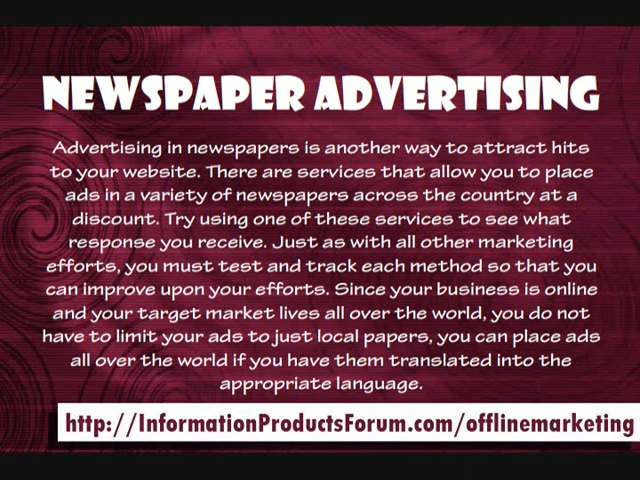 NEWSPAPER ADVERTISING
Advertising in newspapers is another way to attract hits
to your website. There are services that allow you to place
ads in a variety of newspapers across the country at a
discount. Try using one of these services to see what
response you receive. Just as with all other marketing
efforts, you must test and track each method so that you
can improve upon your efforts. Since your business is online
and your target market lives all over the world, you do not
have to limit your ads to just local papers, you can place ads
all over the world if you have them translated into the
appropriate language.
http://InformationProductsForum.com/offlinemarketing